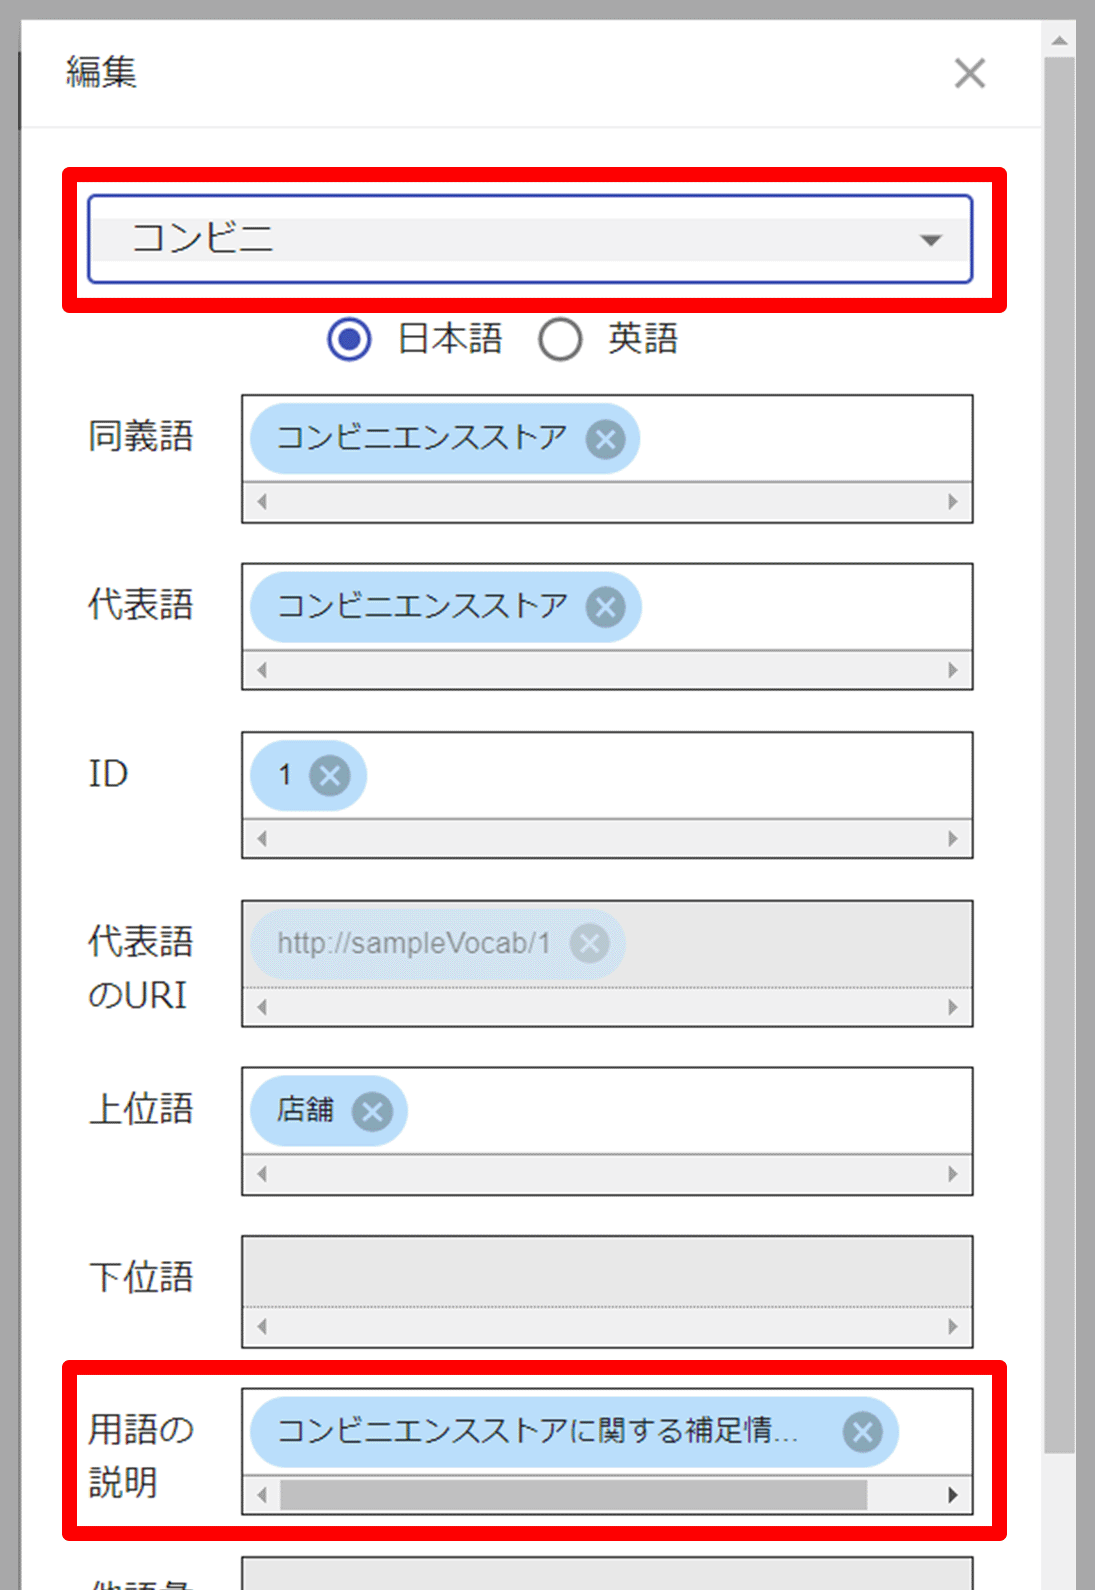 編集
コンビニ
日本語 英語
同義語 コンビニエンスストア
代表語 コンビニエンスストア
ID 1
代表語
のURI
http://sampleVocab/1
上位語 店舗
下位語
用語の
説明
コンビニエンスストアに関する補足情...
他語彙